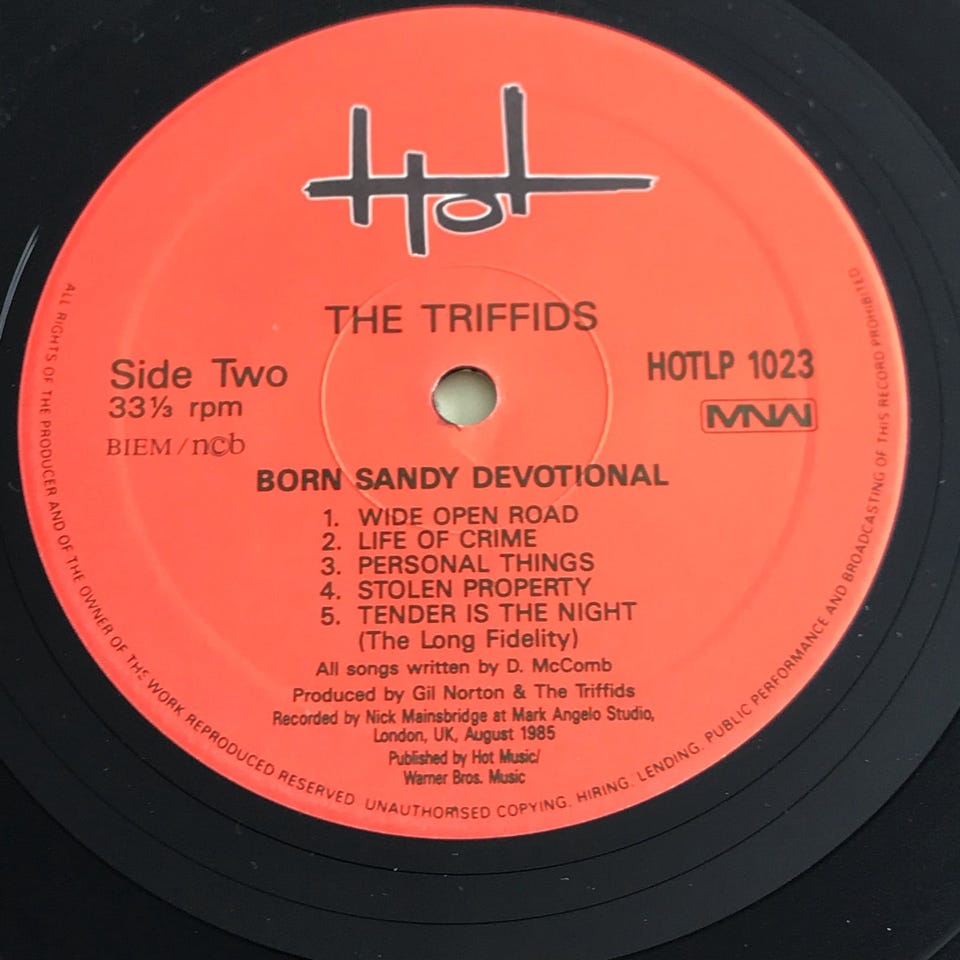 Hot
THE TRIFFIDS
Side Two
33⅓ rpm
BIEM/ncb
HOTLP 1023
MNW
BORN SANDY DEVOTIONAL
1. WIDE OPEN ROAD
2. LIFE OF CRIME
3. PERSONAL THINGS
4. STOLEN PROPERTY
5. TENDER IS THE NIGHT
(The Long Fidelity)
All songs written by D. McComb
Produced by Gil Norton & The Triffids
Recorded by Nick Mainsbridge at Mark Angelo Studio,
London, UK, August 1985
Published by Hot Music/
Warner Bros. Music
ALL RIGHTS OF THE PRODUCER AND OF THE OWNER OF THE WORK REPRODUCED RESERVED UNAUTHORISED COPYING. HIRING. LENDING. PUBLIC PERFORMANCE AND BROADCASTING OF THIS RECORD PROHIBITED